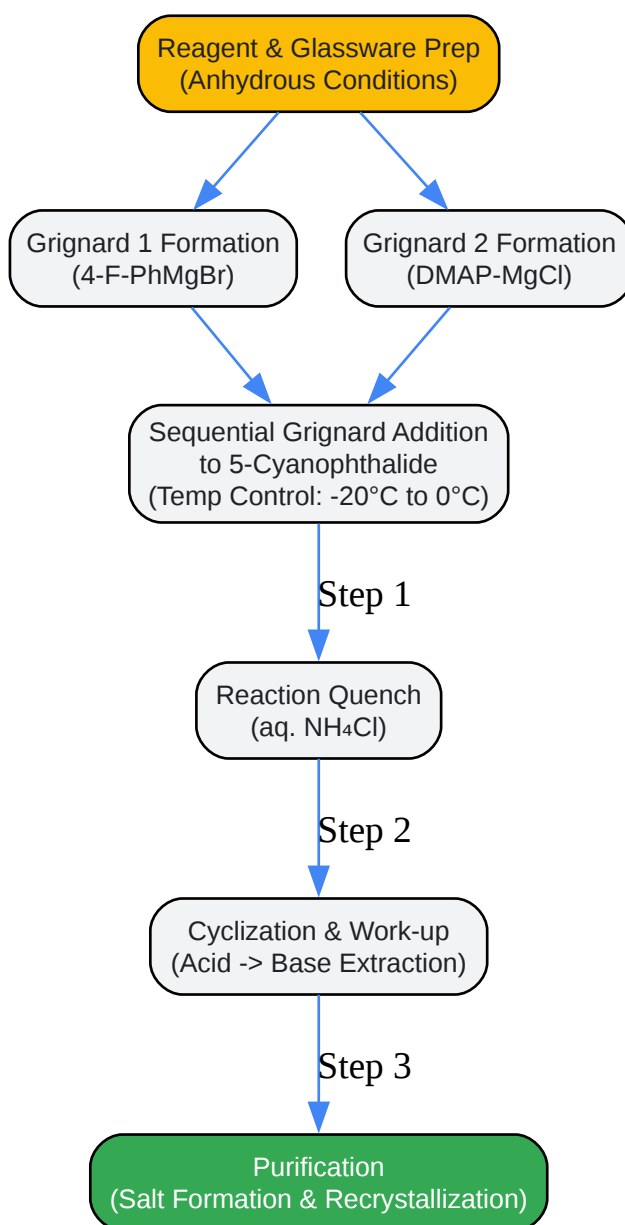 Reagent & Glassware Prep
(Anhydrous Conditions)
Grignard 1 Formation
(4-F-PhMgBr)
Grignard 2 Formation
(DMAP-MgCl)
Sequential Grignard Addition
to 5-Cyanophthalide
(Temp Control: -20°C to 0°C)
Step 1
Reaction Quench
(aq. NH₄Cl)
Step 2
Cyclization & Work-up
(Acid -> Base Extraction)
Step 3
Purification
(Salt Formation & Recrystallization)